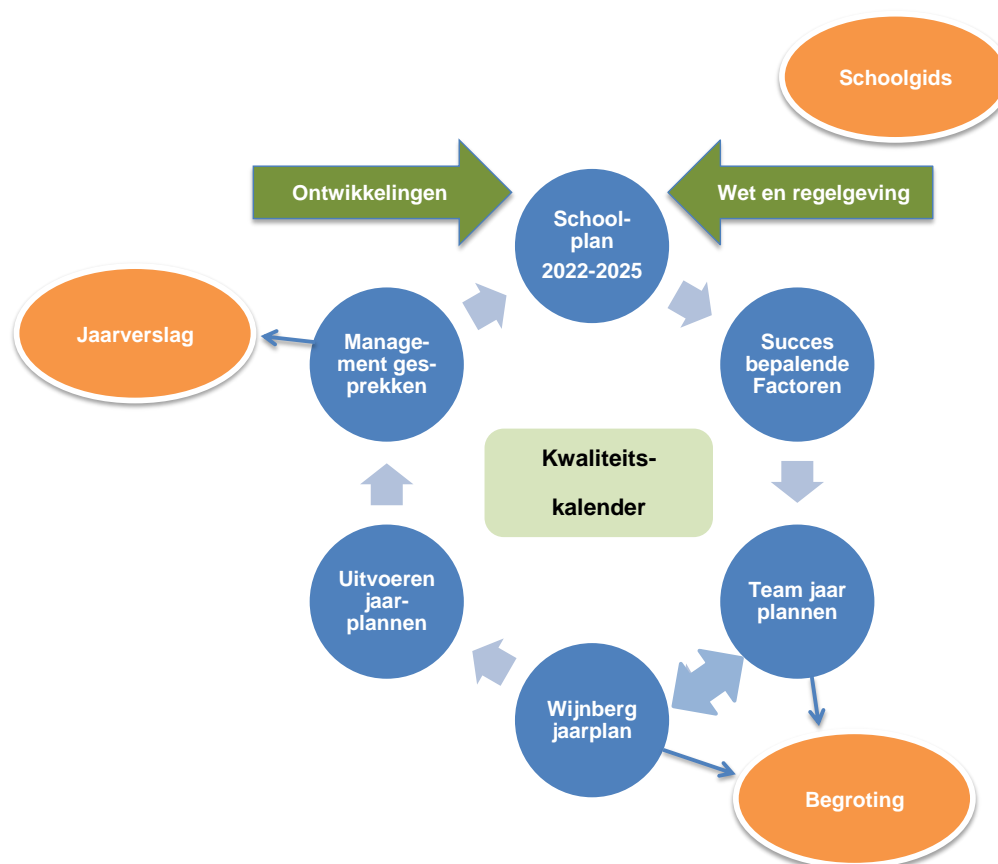 Schoolgids
Ontwikkelingen
Wet en regelgeving
School-
plan
2022-2025
Jaarverslag
Manage-
ment ges-
prekken
Succes
bepalende
Factoren
Kwaliteits-
kalender
Uitvoeren
jaar-
plannen
Team jaar
plannen
Wijnberg
jaarplan
Begroting